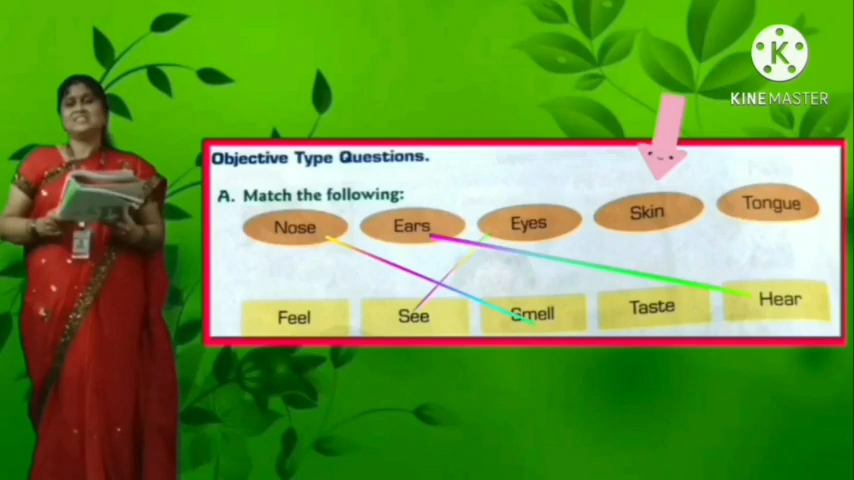 K
KINEMASTER
Objective Type Questions.
A. Match the following:
Nose Ears Eyes Skin Tongue
Feel See Smell Taste Hear